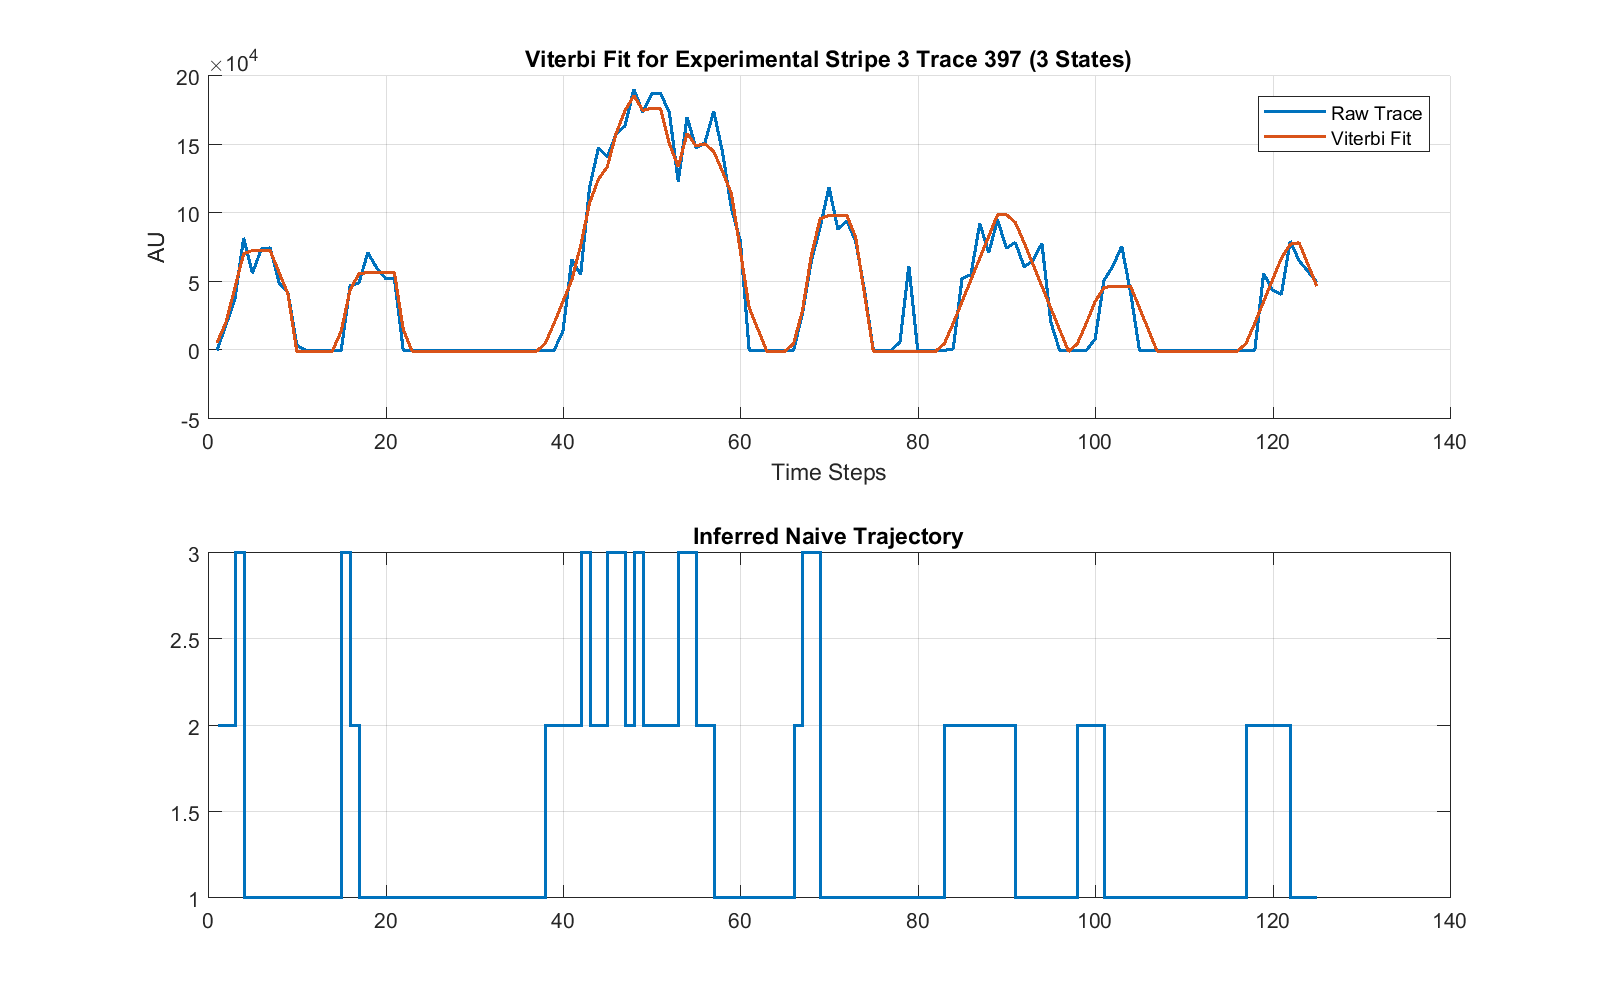 Viterbi Fit for Experimental Stripe 3 Trace 397 (3 States)
×10^4
20
15
10
5
0
-5
AU
Raw Trace
Viterbi Fit
0 20 40 60 80 100 120 140
Time Steps
Inferred Naive Trajectory
3
2.5
2
1.5
1
0 20 40 60 80 100 120 140